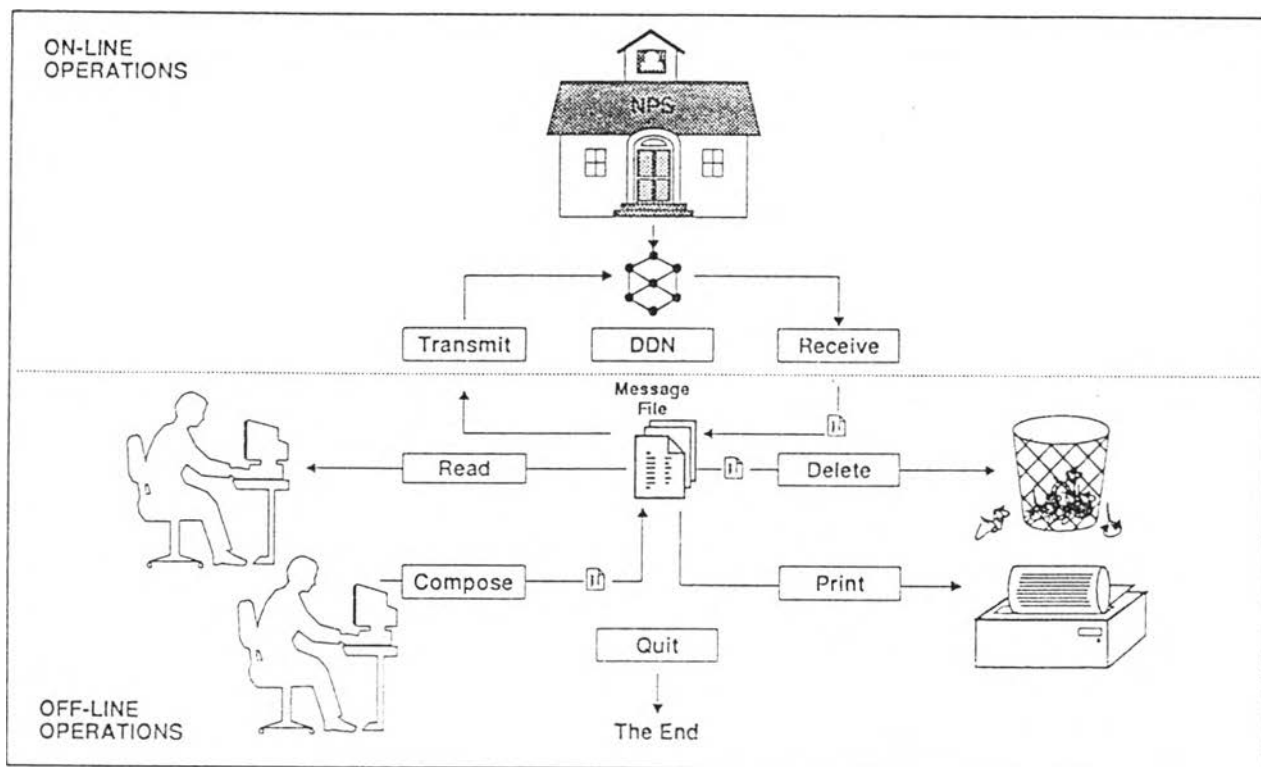 ON-LINE
OPERATIONS
NPS
Transmit
DDN
Receive
Message
File
Read
Delete
Compose
Print
Quit
OFF-LINE
OPERATIONS
The End